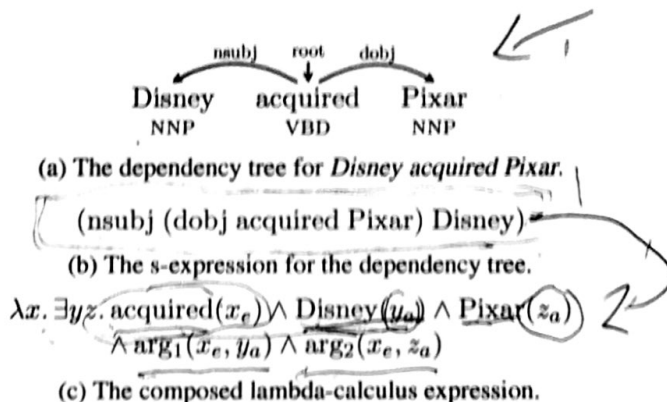 nsubj root dobj
Disney acquired Pixar
NNP VBD NNP
(a) The dependency tree for Disney acquired Pixar.
(nsubj (dobj acquired Pixar) Disney)
(b) The s-expression for the dependency tree.
λx. ∃yz. acquired(xₑ) ∧ Disney(yₐ) ∧ Pixar(zₐ)
∧ arg₁(xₑ, yₐ) ∧ arg₂(xₑ, zₐ)
(c) The composed lambda-calculus expression.